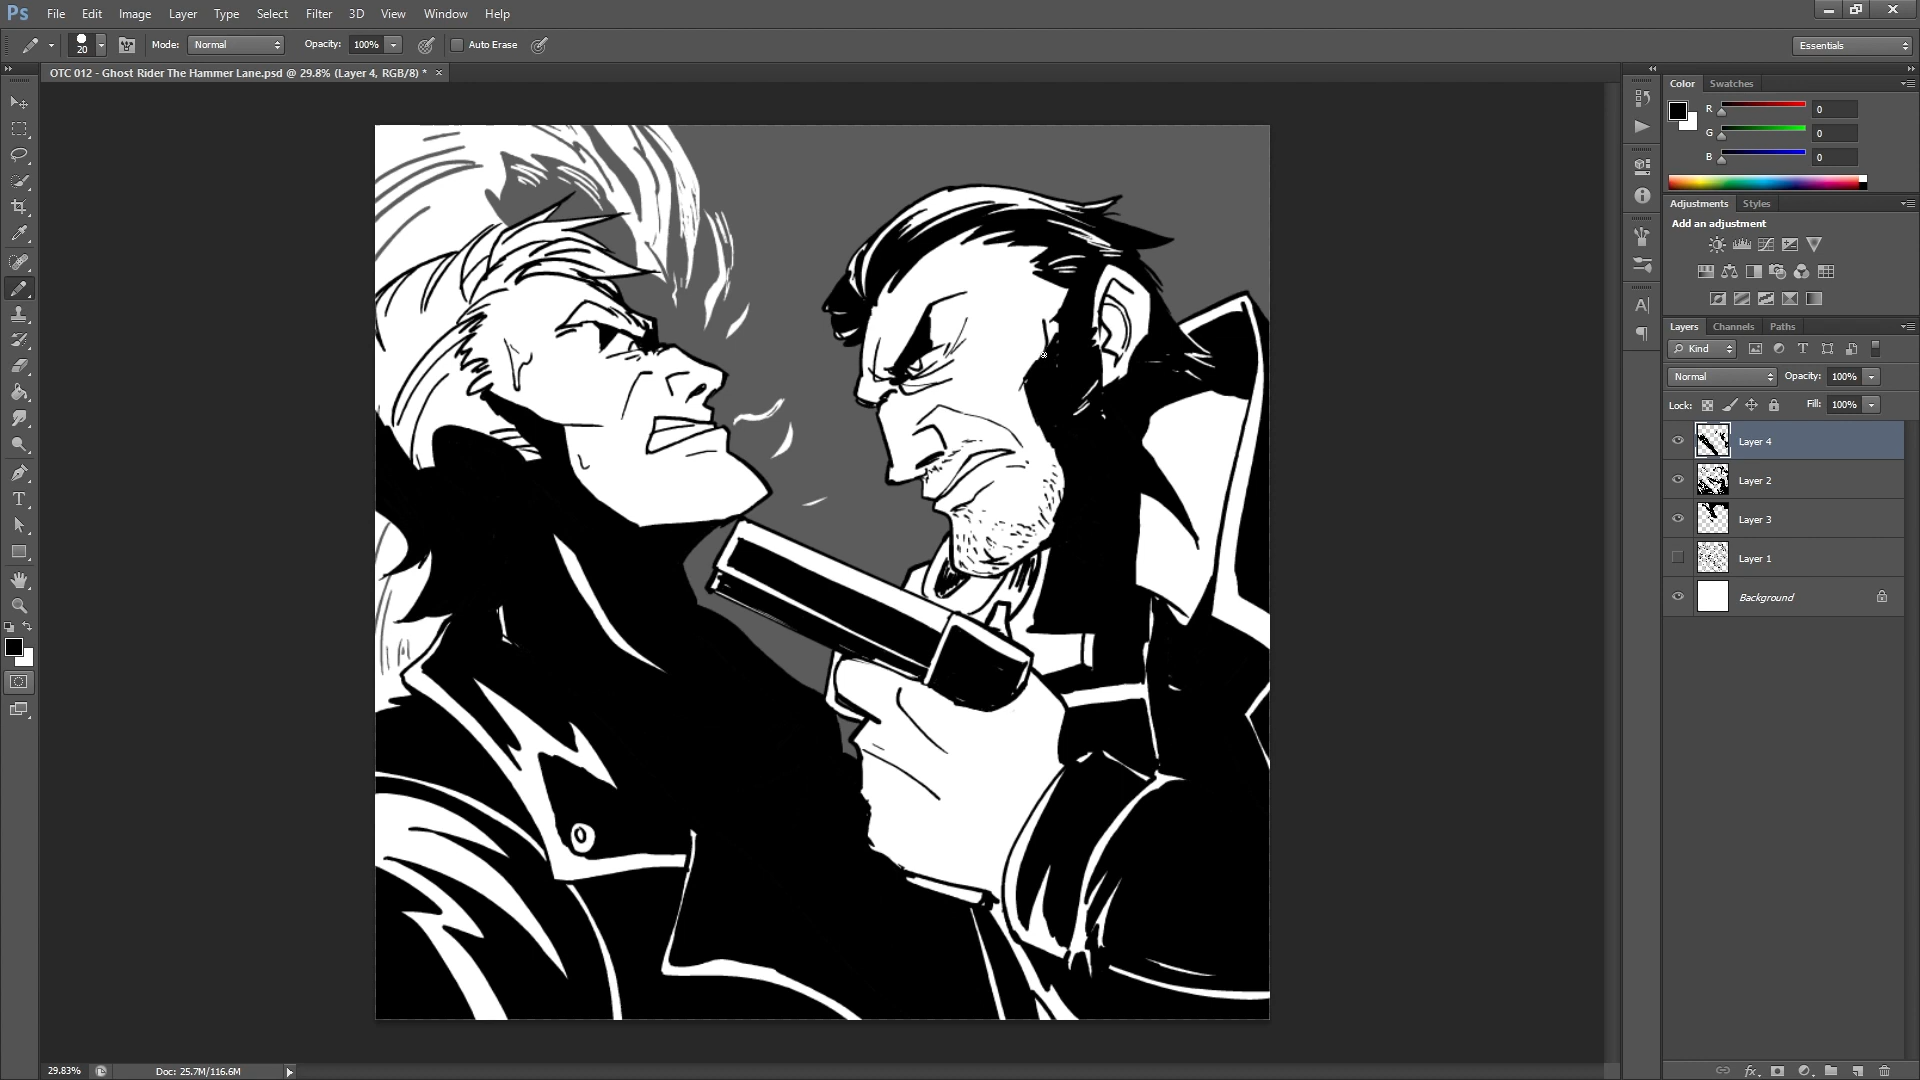 Ps File Edit Image Layer Type Select Filter 3D View Window Help
20 Mode: Normal Opacity: 100% Auto Erase Essentials
OTC 012 - Ghost Rider The Hammer Lane.psd @ 29.8% (Layer 4, RGB/8) * ×
Color Swatches
R 0
G 0
B 0
Adjustments Styles
Add an adjustment
Layers Channels Paths
Kind
Normal Opacity: 100%
Lock: Fill: 100%
Layer 4
Layer 2
Layer 3
Layer 1
Background
29.83% Doc: 25.7M/116.6M